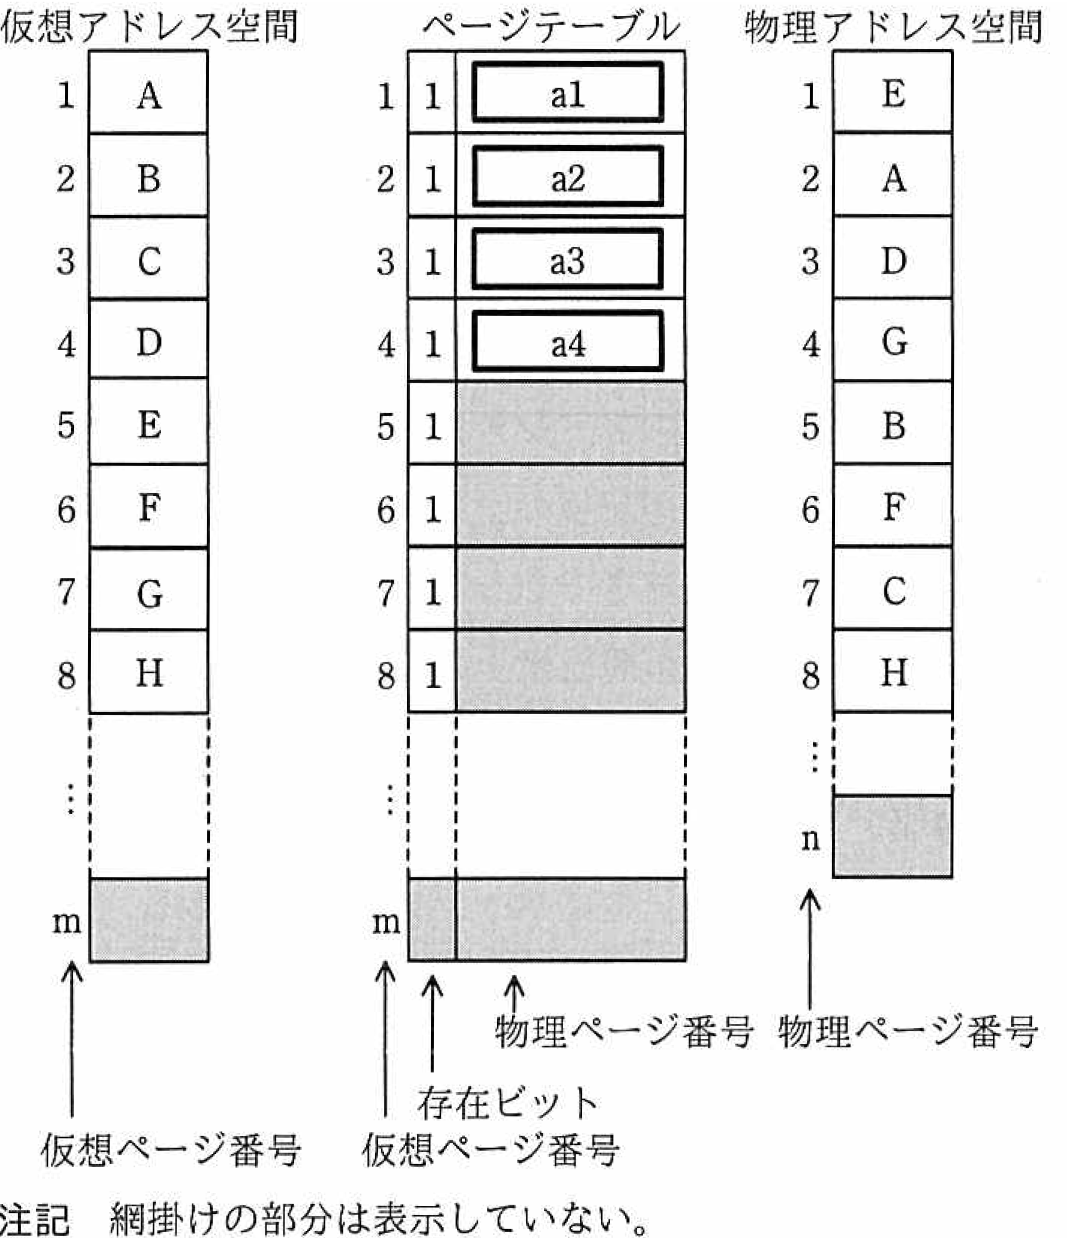 仮想アドレス空間 ページテーブル 物理アドレス空間
1 A 1 1 a1 1 E
2 B 2 1 a2 2 A
3 C 3 1 a3 3 D
4 D 4 1 a4 4 G
5 E 5 1 5 B
6 F 6 1 6 F
7 G 7 1 7 C
8 H 8 1 8 H
⋮ ⋮ ⋮
n
m m
物理ページ番号 物理ページ番号
存在ビット
仮想ページ番号 仮想ページ番号
注記 網掛けの部分は表示していない。